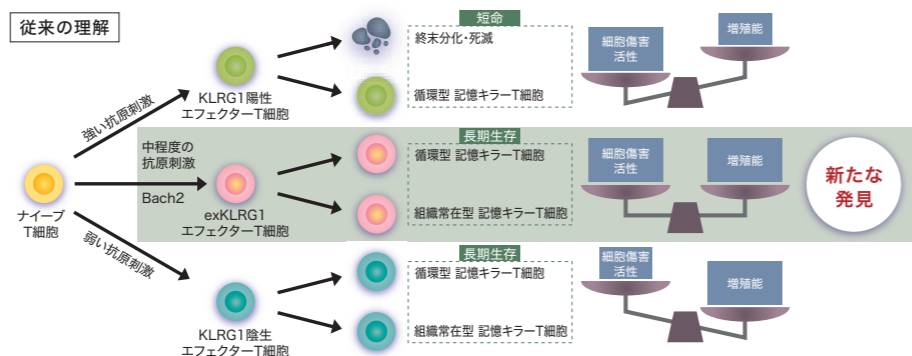 従来の理解
短命
終末分化・死滅
循環型 記憶キラーT細胞
KLRG1陽性
エフェクターT細胞
細胞傷害
活性
増殖能
強い抗原刺激
中程度の
抗原刺激
Bach2
ナイーブ
T細胞
exKLRG1
エフェクターT細胞
長期生存
循環型 記憶キラーT細胞
組織常在型 記憶キラーT細胞
細胞傷害
活性
増殖能
新たな
発見
弱い抗原刺激
KLRG1陰生
エフェクターT細胞
長期生存
循環型 記憶キラーT細胞
組織常在型 記憶キラーT細胞
細胞傷害
活性
増殖能